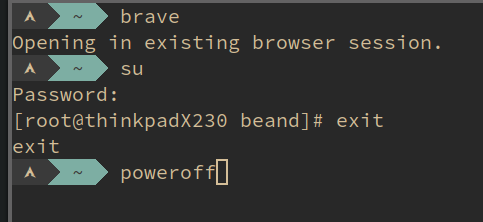 ~ brave
Opening in existing browser session.
~ su
Password:
[root@thinkpadX230 beand]# exit
exit
~ poweroff